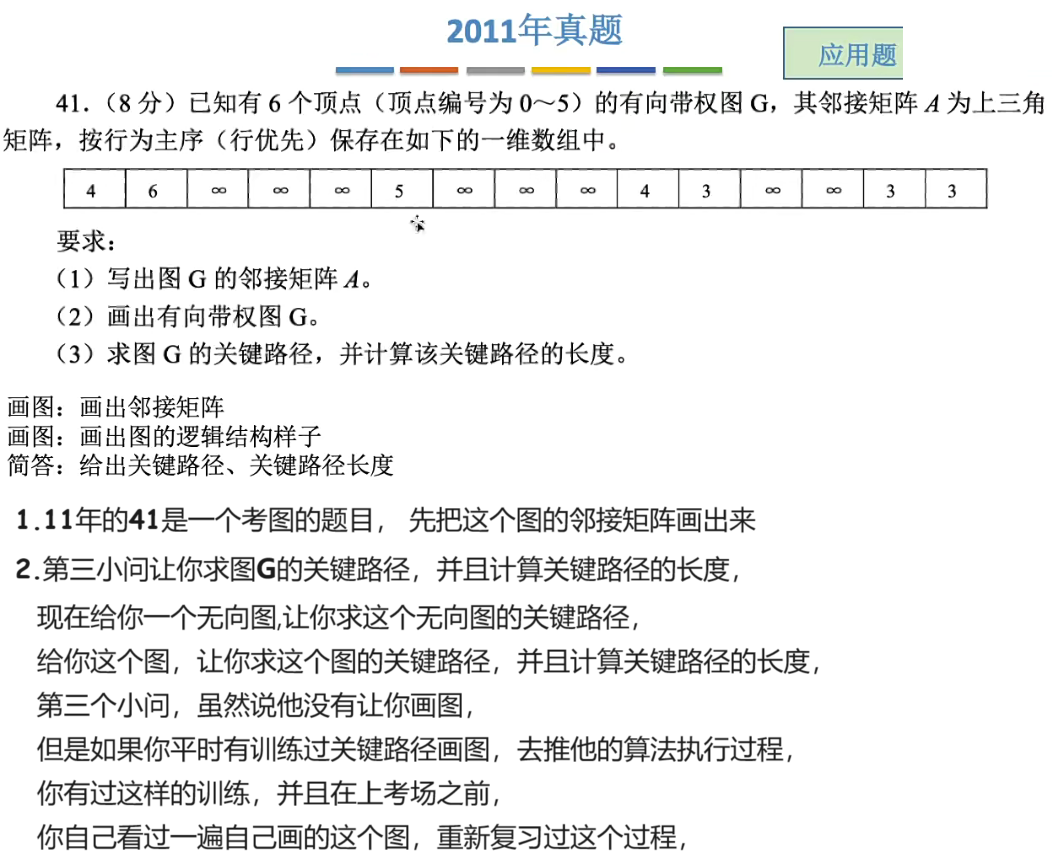 2011年真题
应用题
41.（8 分）已知有 6 个顶点（顶点编号为 0～5）的有向带权图 G，其邻接矩阵 A 为上三角
矩阵，按行为主序（行优先）保存在如下的一维数组中。
4 6 ∞ ∞ ∞ 5 ∞ ∞ ∞ 4 3 ∞ ∞ 3 3
要求：
（1）写出图 G 的邻接矩阵 A。
（2）画出有向带权图 G。
（3）求图 G 的关键路径，并计算该关键路径的长度。
画图：画出邻接矩阵
画图：画出图的逻辑结构样子
简答：给出关键路径、关键路径长度
1.11年的41是一个考图的题目， 先把这个图的邻接矩阵画出来
2.第三小问让你求图G的关键路径，并且计算关键路径的长度，
现在给你一个无向图,让你求这个无向图的关键路径，
给你这个图，让你求这个图的关键路径，并且计算关键路径的长度，
第三个小问，虽然说他没有让你画图，
但是如果你平时有训练过关键路径画图，去推他的算法执行过程，
你有过这样的训练，并且在上考场之前，
你自己看过一遍自己画的这个图，重新复习过这个过程，